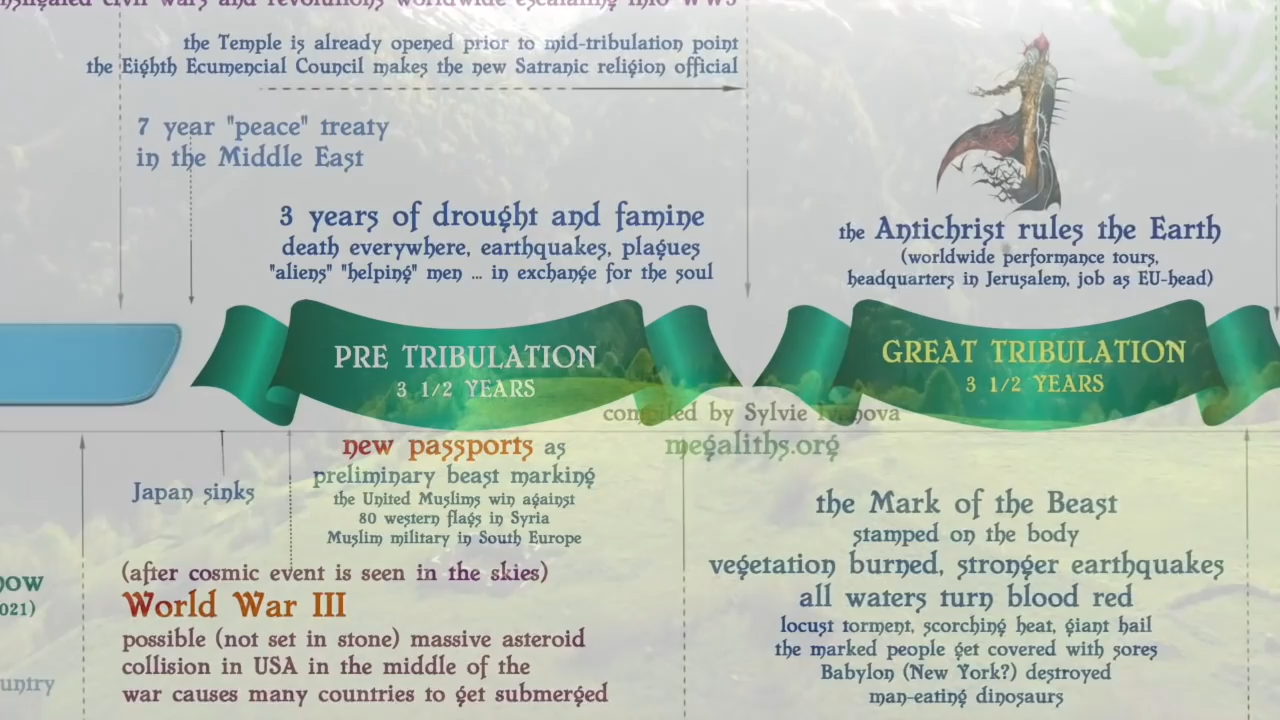 civil wars and revolutions worldwide escalating into WW3
the Temple is already opened prior to mid-tribulation point
the Eighth Ecumencial Council makes the new Satranic religion official
7 year "peace" treaty
in the Middle East
3 years of drought and famine
death everywhere, earthquakes, plagues
"aliens" "helping" men ... in exchange for the soul
the Antichrist rules the Earth
(worldwide performance tours,
headquarters in Jerusalem, job as EU-head)
PRE TRIBULATION
3 1/2 YEARS
GREAT TRIBULATION
3 1/2 YEARS
compiled by Sylvie
megaliths.org
new passports as
preliminary beast marking
the United Muslims win against
80 western flags in Syria
Muslim military in South Europe
Japan sinks
(after cosmic event is seen in the skies)
World War III
possible (not set in stone) massive asteroid
collision in USA in the middle of the
war causes many countries to get submerged
the Mark of the Beast
stamped on the body
vegetation burned, stronger earthquakes
all waters turn blood red
locust torment, scorching heat, giant hail
the marked people get covered with sores
Babylon (New York?) destroyed
man-eating dinosaurs
021)